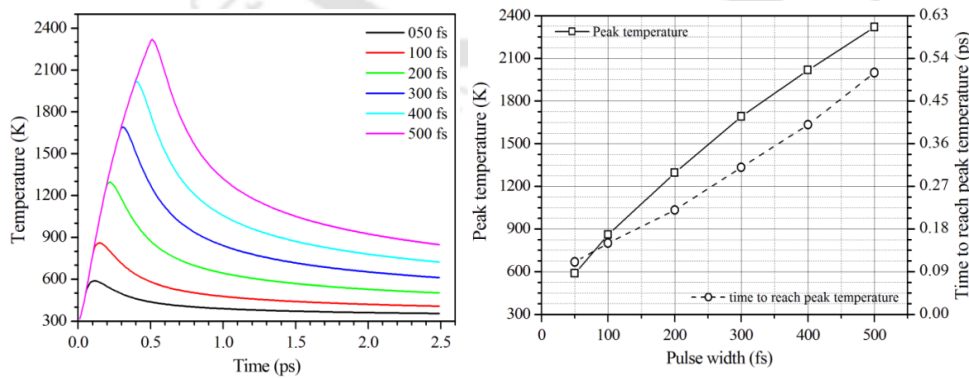 2400
2100
1800
1500
1200
900
600
300
Temperature (K)
050 fs
100 fs
200 fs
300 fs
400 fs
500 fs
0.0 0.5 1.0 1.5 2.0 2.5
Time (ps)
2400
2100
1800
1500
1200
900
600
300
Peak temperature (K)
Peak temperature
time to reach peak temperature
0 100 200 300 400 500
Pulse width (fs)
0.63
0.54
0.45
0.36
0.27
0.18
0.09
0.00
Time to reach peak temperature (ps)